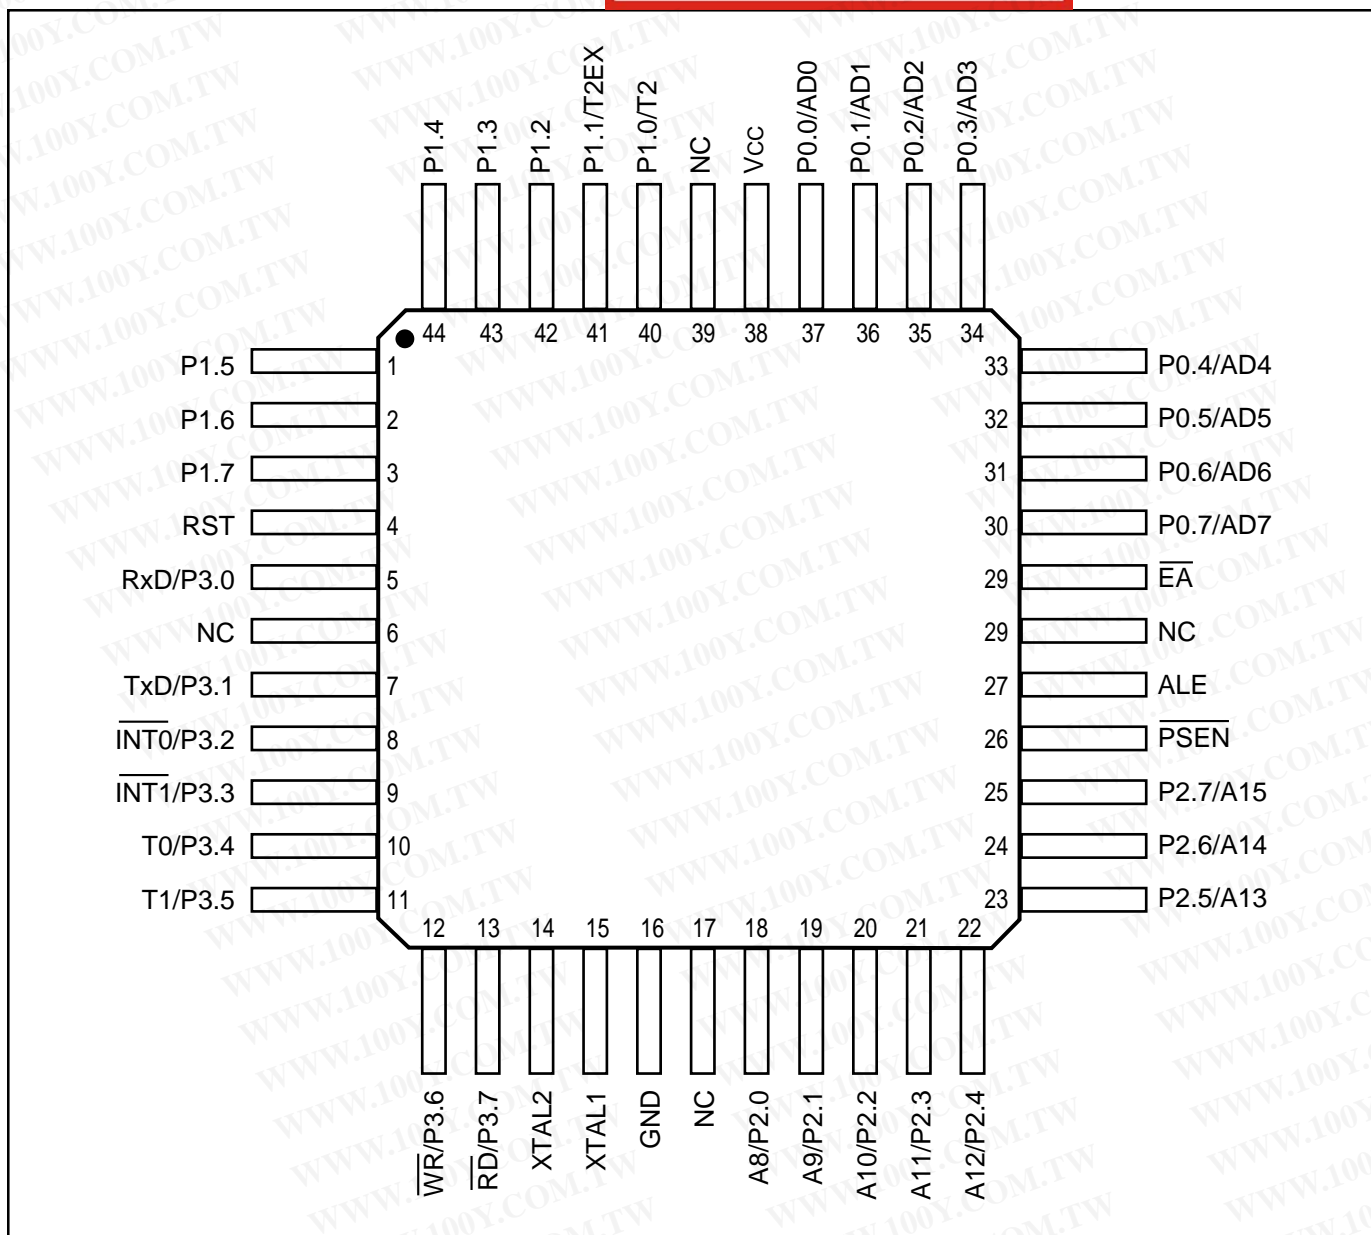 P1.4
P1.3
P1.2
P1.1/T2EX
P1.0/T2
NC
VCC
P0.0/AD0
P0.1/AD1
P0.2/AD2
P0.3/AD3
44 43 42 41 40 39 38 37 36 35 34
P1.5 1 33 P0.4/AD4
P1.6 2 32 P0.5/AD5
P1.7 3 31 P0.6/AD6
RST 4 30 P0.7/AD7
RxD/P3.0 5 29 EA
NC 6 29 NC
TxD/P3.1 7 27 ALE
INT0/P3.2 8 26 PSEN
INT1/P3.3 9 25 P2.7/A15
T0/P3.4 10 24 P2.6/A14
T1/P3.5 11 23 P2.5/A13
12 13 14 15 16 17 18 19 20 21 22
WR/P3.6
RD/P3.7
XTAL2
XTAL1
GND
NC
A8/P2.0
A9/P2.1
A10/P2.2
A11/P2.3
A12/P2.4
WWW.100Y.COM.TW